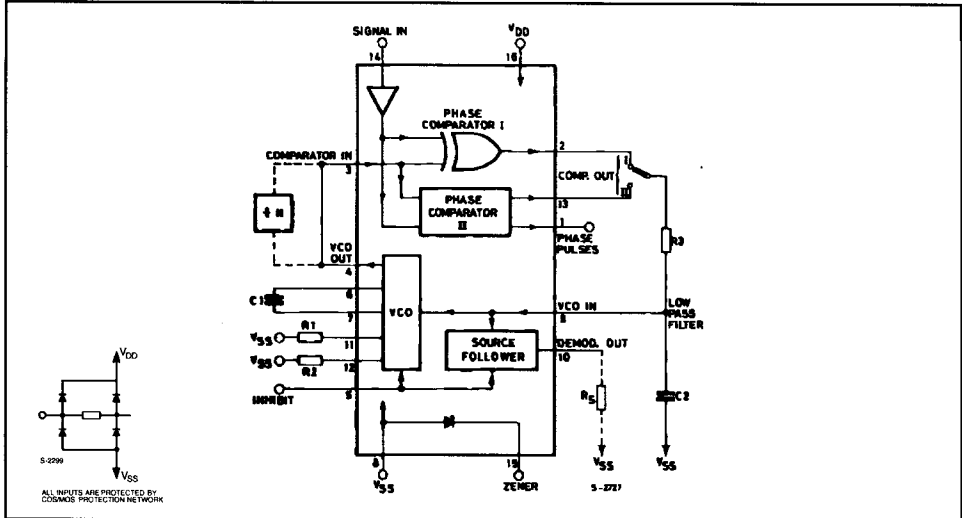 SIGNAL IN
14
VDD
16
PHASE
COMPARATOR I
2
COMPARATOR IN
3
I
COMP. OUT
II
13
PHASE
COMPARATOR
II
1
PHASE
PULSES
÷ N
R3
VCO
OUT
4
6
C1
7
VCO
VCO IN
LOW
PASS
FILTER
VSS
R1
11
SOURCE
FOLLOWER
DEMOD. OUT
10
VSS
R2
12
INHIBIT
5
RS
C2
VSS
VSS
8
VSS
15
ZENER
S-2727
VDD
S-2299
VSS
ALL INPUTS ARE PROTECTED BY
COS/MOS PROTECTION NETWORK